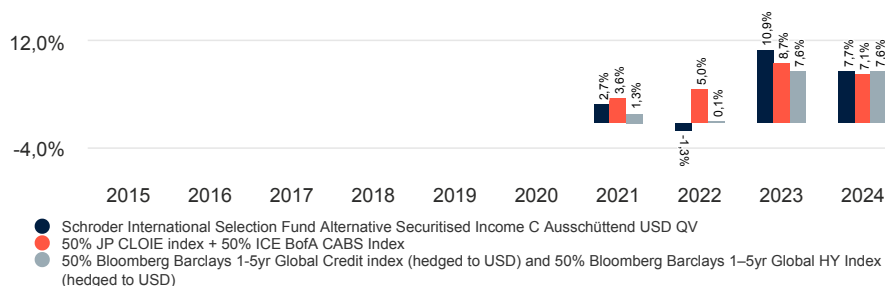 12,0%
-4,0%
2,7%
3,6%
1,3%
-1,3%
5,0%
0,1%
10,9%
8,7%
7,6%
7,7%
7,1%
7,6%
2015 2016 2017 2018 2019 2020 2021 2022 2023 2024
Schroder International Selection Fund Alternative Securitised Income C Ausschüttend USD QV
50% JP CLOIE index + 50% ICE BofA CABS Index
50% Bloomberg Barclays 1-5yr Global Credit index (hedged to USD) and 50% Bloomberg Barclays 1–5yr Global HY Index
(hedged to USD)